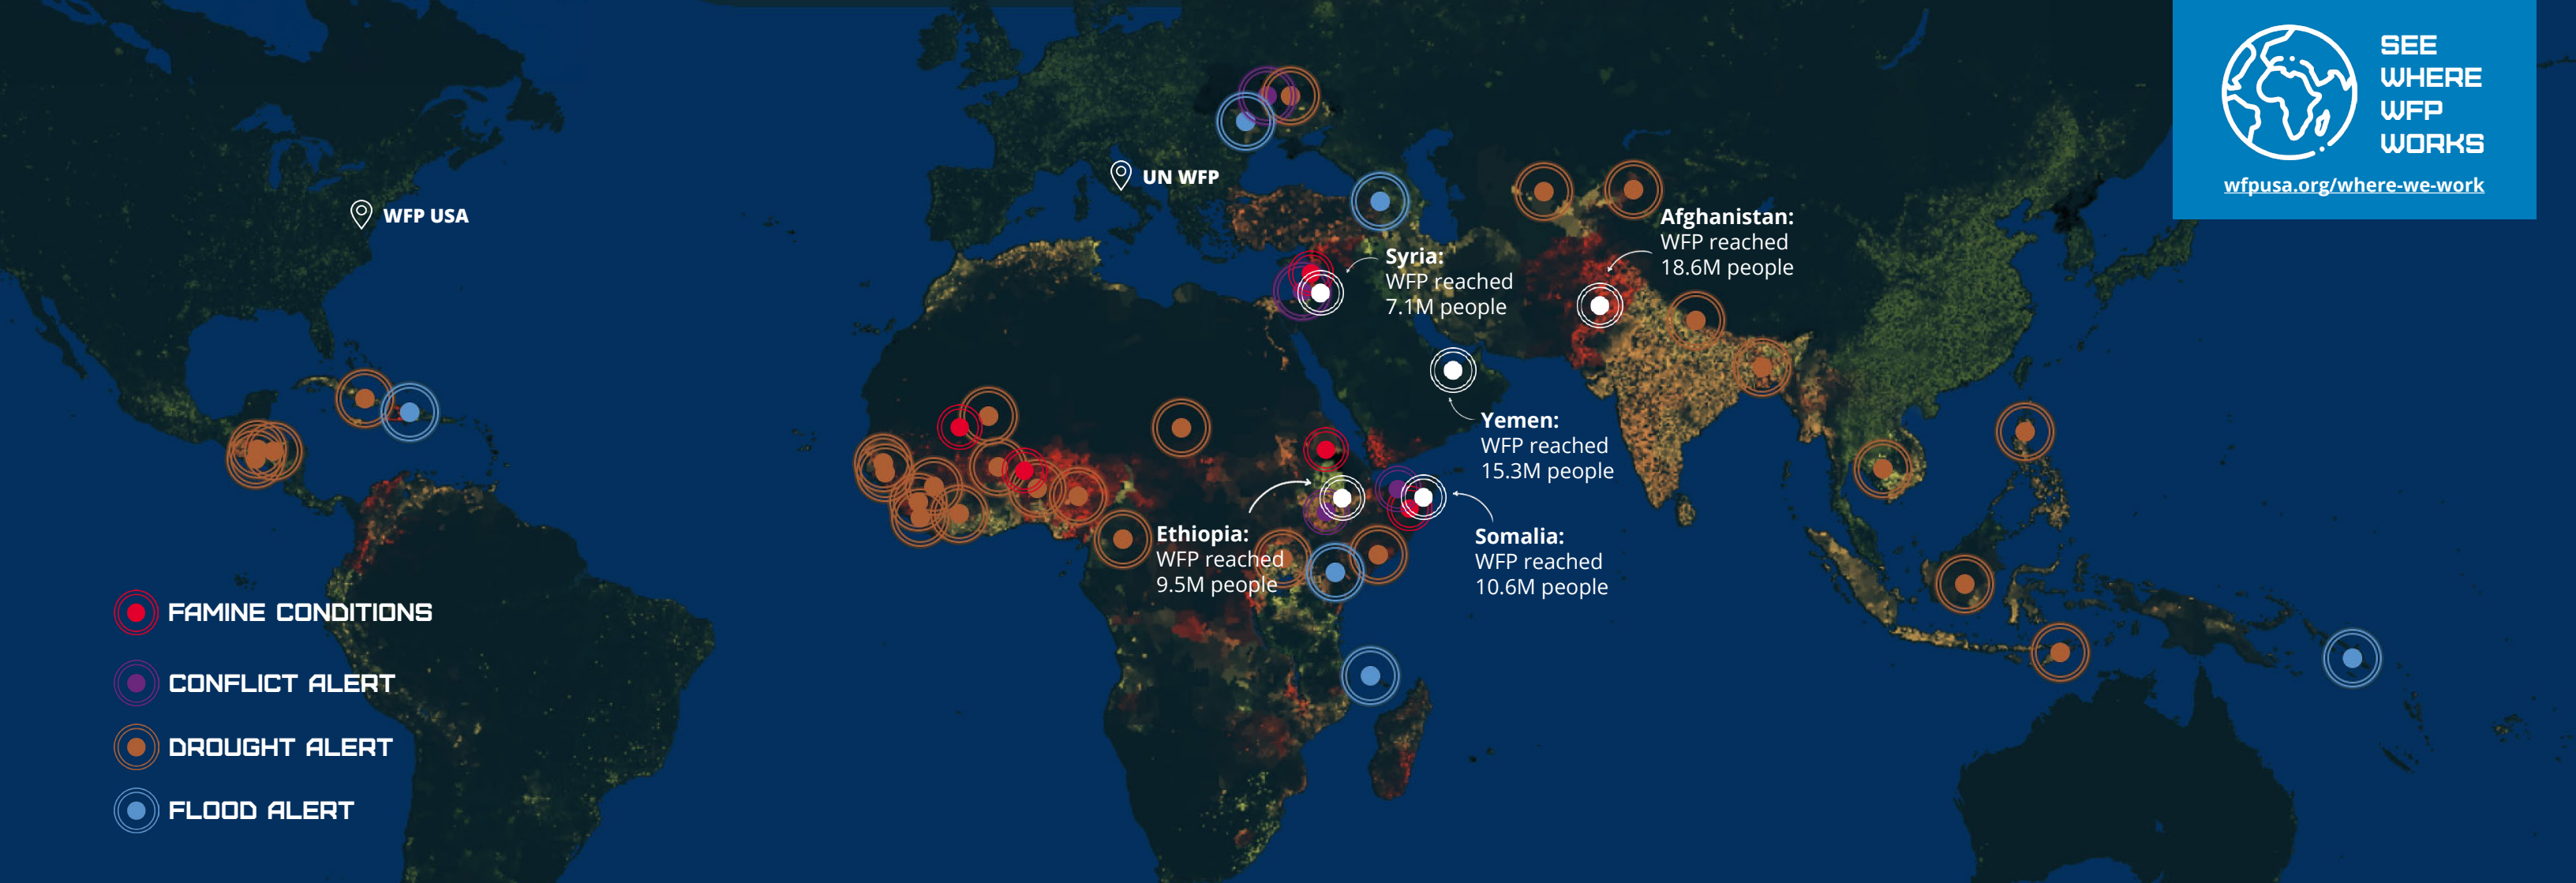 SEE
WHERE
WFP
WORKS
wfpusa.org/where-we-work
UN WFP
WFP USA
Afghanistan:
WFP reached
18.6M people
Syria:
WFP reached
7.1M people
Yemen:
WFP reached
15.3M people
Ethiopia:
WFP reached
9.5M people
Somalia:
WFP reached
10.6M people
FAMINE CONDITIONS
CONFLICT ALERT
DROUGHT ALERT
FLOOD ALERT